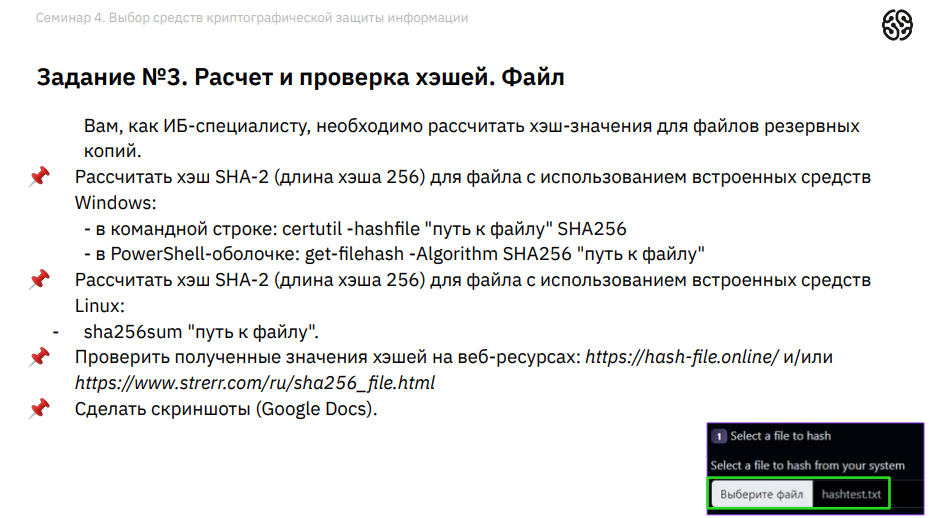 Семинар 4. Выбор средств криптографической защиты информации
Задание №3. Расчет и проверка хэшей. Файл
Вам, как ИБ-специалисту, необходимо рассчитать хэш-значения для файлов резервных
копий.
Рассчитать хэш SHA-2 (длина хэша 256) для файла с использованием встроенных средств
Windows:
- в командной строке: certutil -hashfile "путь к файлу" SHA256
- в PowerShell-оболочке: get-filehash -Algorithm SHA256 "путь к файлу"
Рассчитать хэш SHA-2 (длина хэша 256) для файла с использованием встроенных средств
Linux:
- sha256sum "путь к файлу".
Проверить полученные значения хэшей на веб-ресурсах: https://hash-file.online/ и/или
https://www.strerr.com/ru/sha256_file.html
Сделать скриншоты (Google Docs).
1 Select a file to hash
Select a file to hash from your system
Выберите файл hashtest.txt